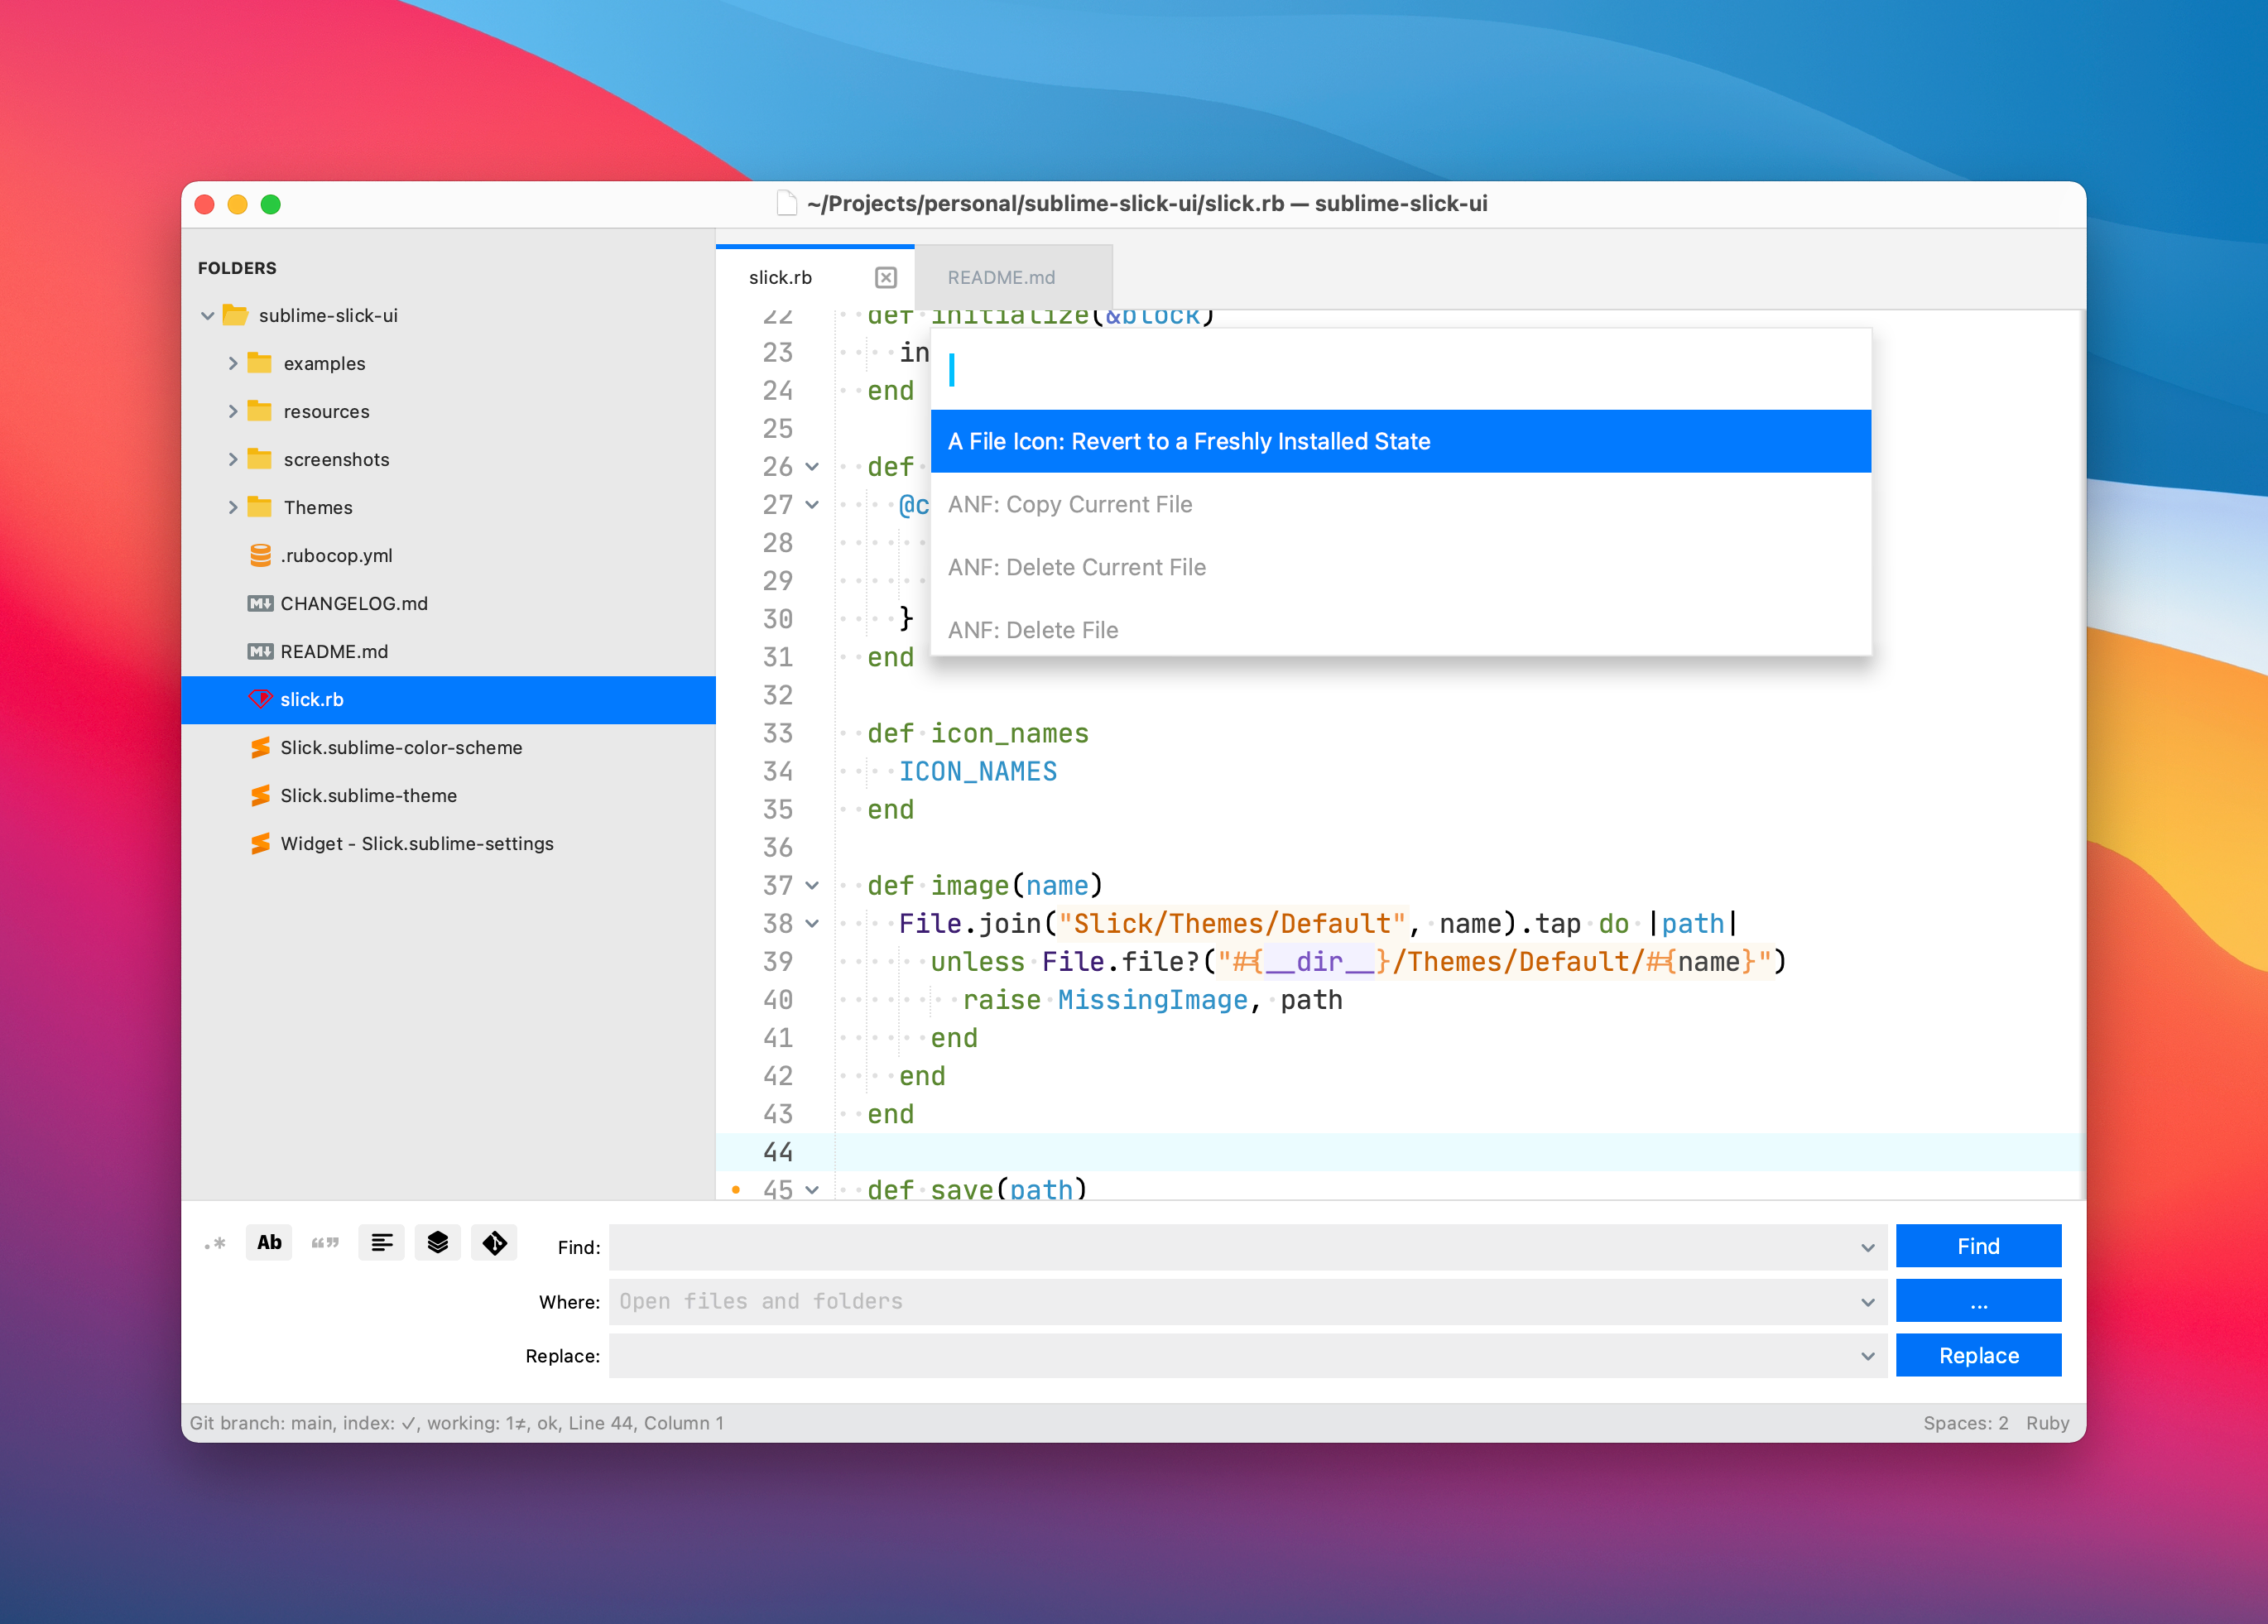 ~/Projects/personal/sublime-slick-ui/slick.rb — sublime-slick-ui
FOLDERS
sublime-slick-ui
examples
resources
screenshots
Themes
.rubocop.yml
CHANGELOG.md
README.md
slick.rb
Slick.sublime-color-scheme
Slick.sublime-theme
Widget - Slick.sublime-settings
slick.rb
README.md
22 def initialize(&block)
23 in
24 end
25
26 def
27 @c
28
29
30 }
31 end
32
33 def icon_names
34 ICON_NAMES
35 end
36
37 def image(name)
38 File.join("Slick/Themes/Default", name).tap do |path|
39 unless File.file?("#{__dir__}/Themes/Default/#{name}")
40 raise MissingImage, path
41 end
42 end
43 end
44
45 def save(path)
A File Icon: Revert to a Freshly Installed State
ANF: Copy Current File
ANF: Delete Current File
ANF: Delete File
.* Ab “”
Find:
Find
Where: Open files and folders
...
Replace:
Replace
Git branch: main, index: ✓, working: 1≠, ok, Line 44, Column 1
Spaces: 2 Ruby